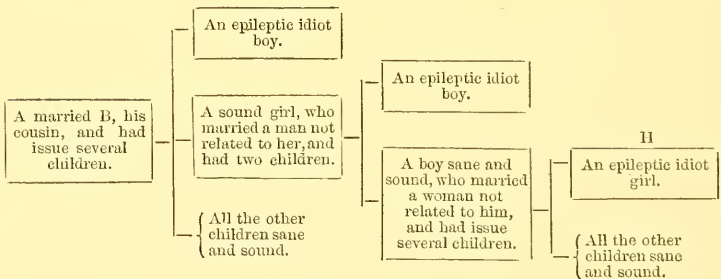 A married B, his
cousin, and had
issue several
children.
An epileptic idiot
boy.
A sound girl, who
married a man not
related to her, and
had two children.
All the other
children sane
and sound.
An epileptic idiot
boy.
A boy sane and
sound, who married
a woman not
related to him,
and had issue
several children.
H
An epileptic idiot
girl.
All the other
children sane
and sound.